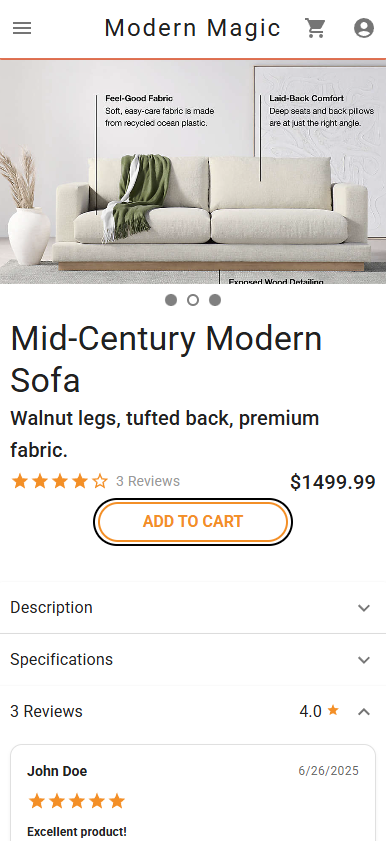 Modern Magic
Feel-Good Fabric
Soft, easy-care fabric is made
from recycled ocean plastic.
Laid-Back Comfort
Deep seats and back pillows
are at just the right angle.
Exposed Wood Detailing
Mid-Century Modern
Sofa
Walnut legs, tufted back, premium
fabric.
3 Reviews
$1499.99
ADD TO CART
Description
Specifications
3 Reviews
4.0
John Doe
6/26/2025
Excellent product!